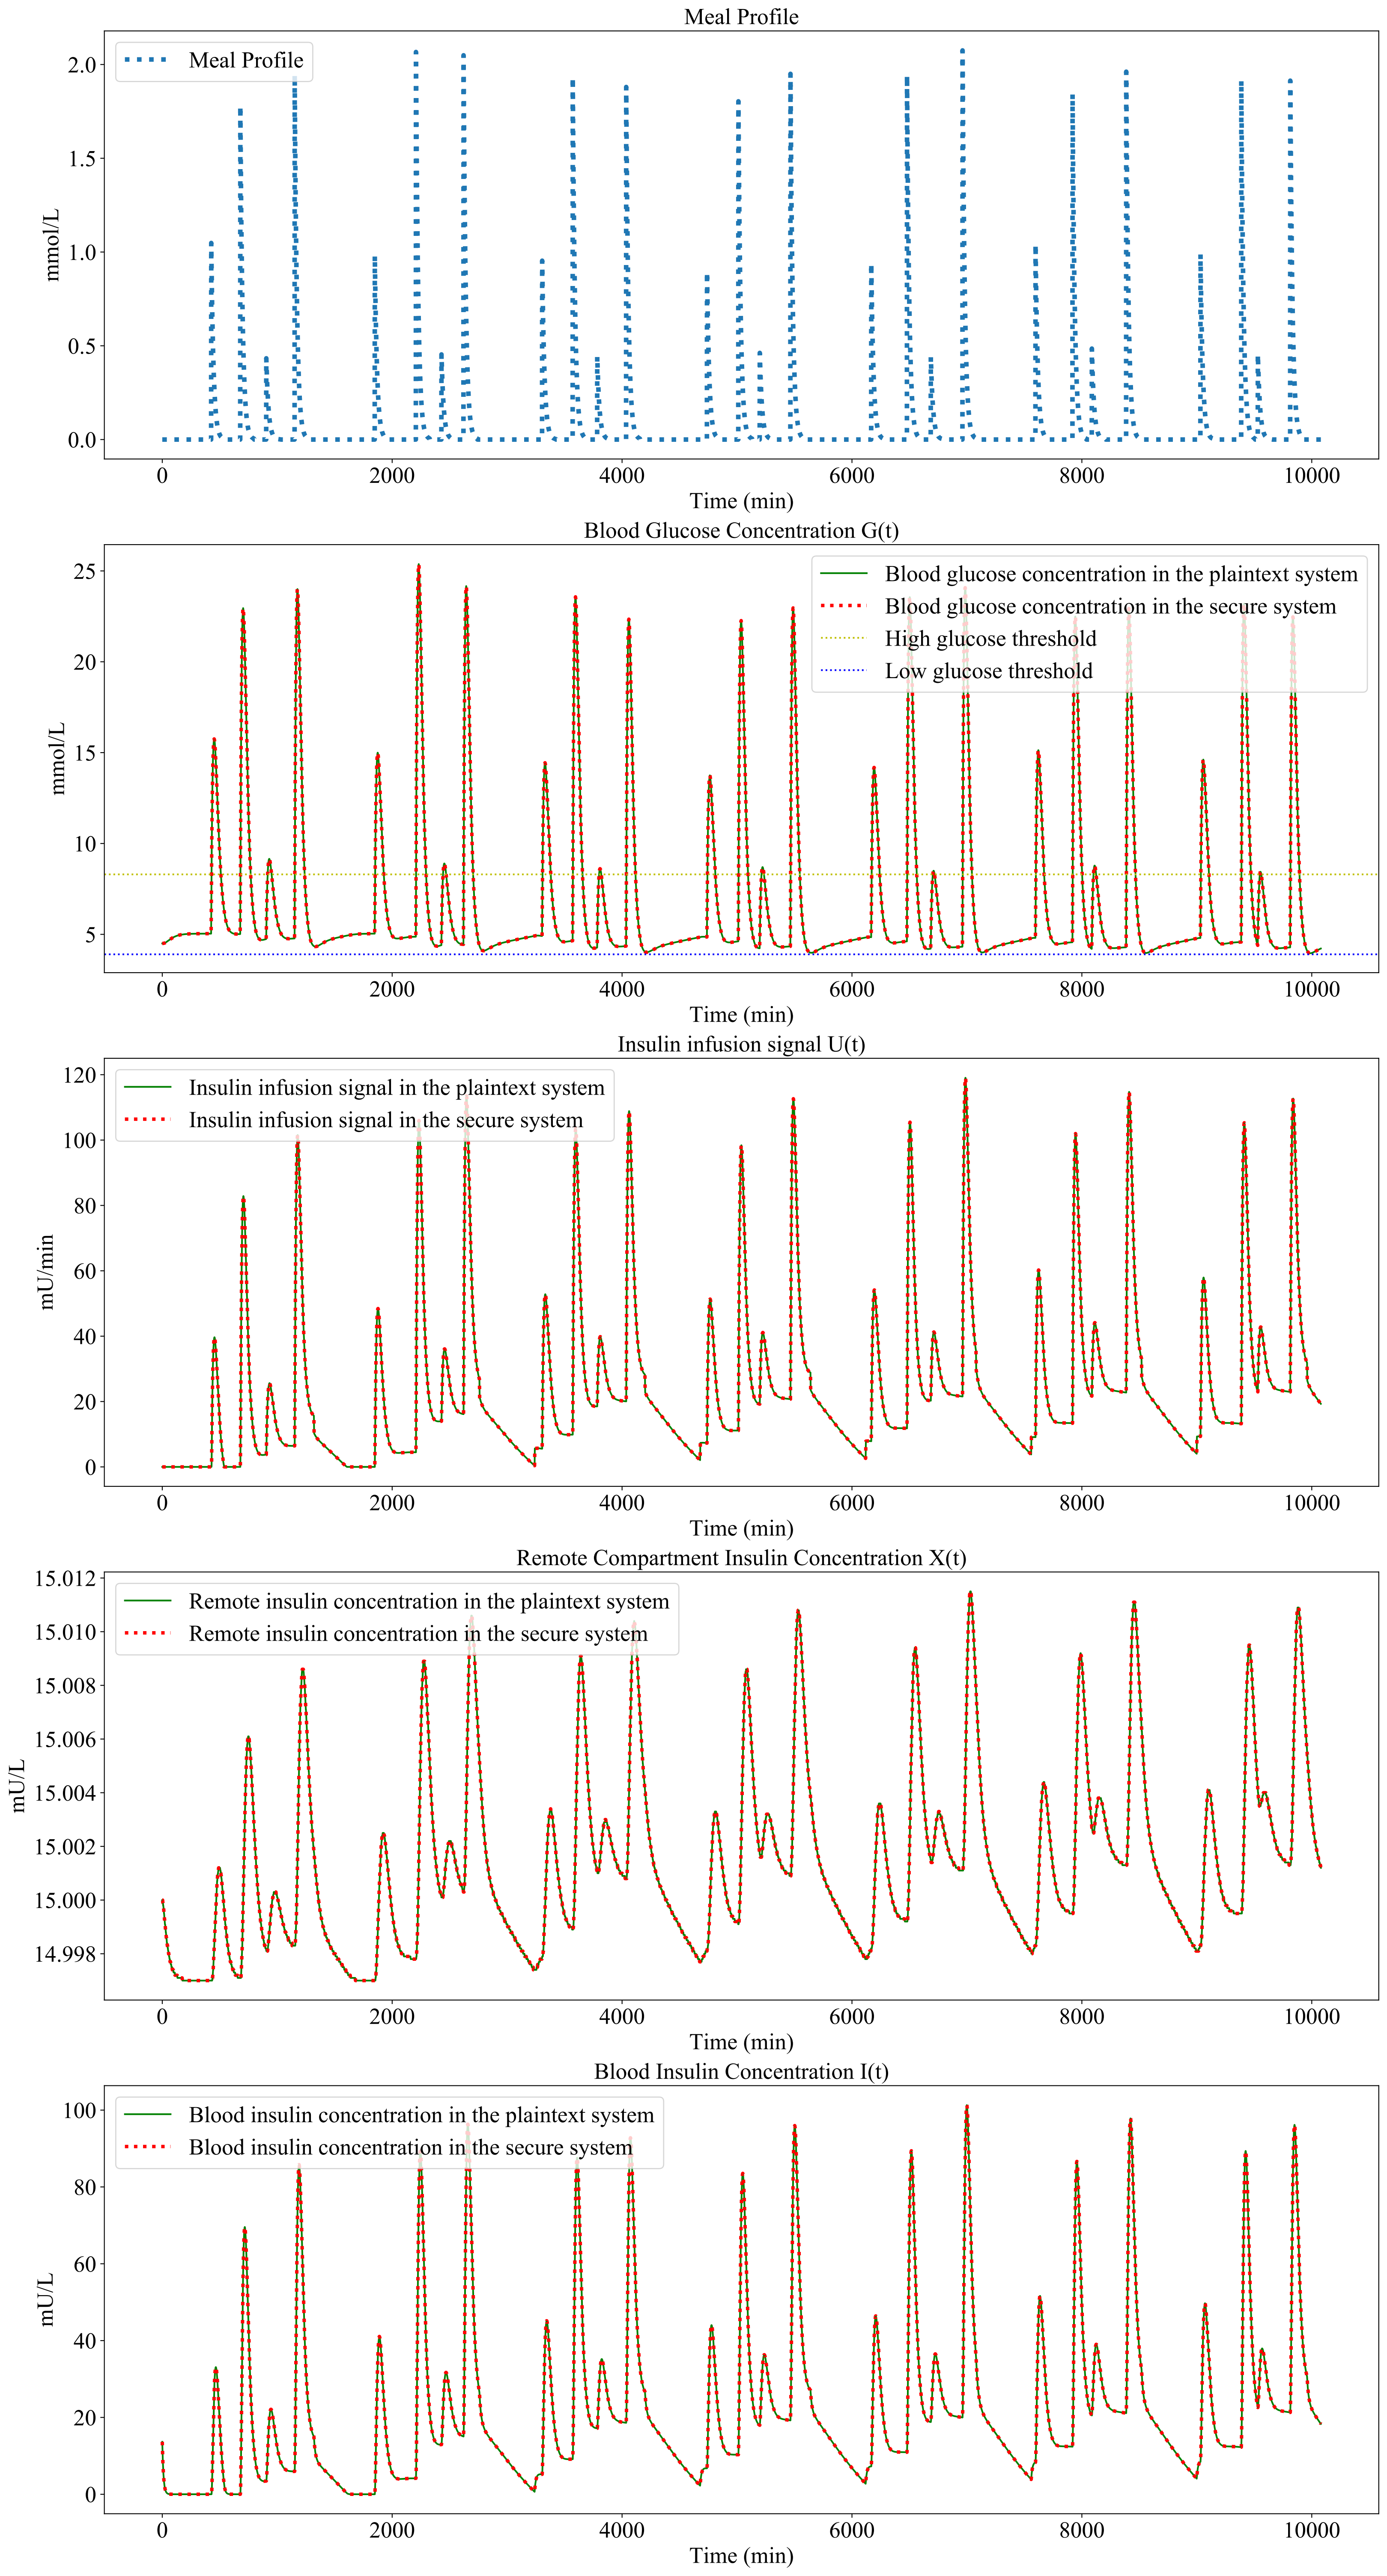 Meal Profile
Meal Profile
2.0
1.5
1.0
0.5
0.0
mmol/L
0 2000 4000 6000 8000 10000
Time (min)
Blood Glucose Concentration G(t)
Blood glucose concentration in the plaintext system
Blood glucose concentration in the secure system
High glucose threshold
Low glucose threshold
25
20
15
10
5
mmol/L
0 2000 4000 6000 8000 10000
Time (min)
Insulin infusion signal U(t)
Insulin infusion signal in the plaintext system
Insulin infusion signal in the secure system
120
100
80
60
40
20
0
mU/min
0 2000 4000 6000 8000 10000
Time (min)
Remote Compartment Insulin Concentration X(t)
Remote insulin concentration in the plaintext system
Remote insulin concentration in the secure system
15.012
15.010
15.008
15.006
15.004
15.002
15.000
14.998
mU/L
0 2000 4000 6000 8000 10000
Time (min)
Blood Insulin Concentration I(t)
Blood insulin concentration in the plaintext system
Blood insulin concentration in the secure system
100
80
60
40
20
0
mU/L
0 2000 4000 6000 8000 10000
Time (min)